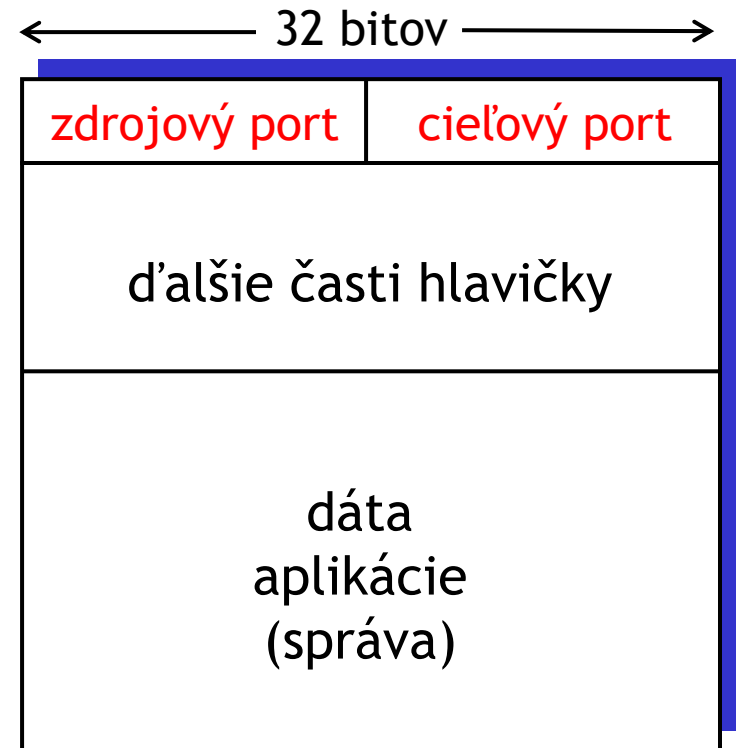 32 bitov
zdrojový port
cieľový port
ďalšie časti hlavičky
dáta
aplikácie
(správa)